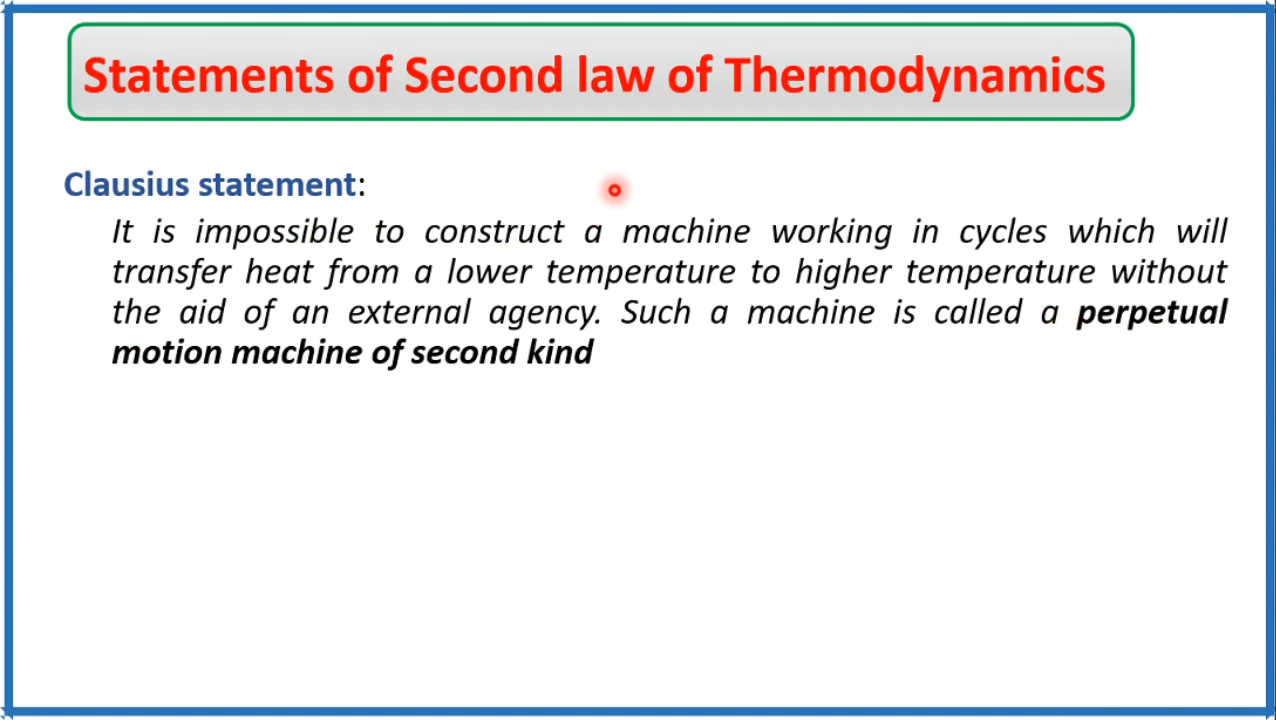 Statements of Second law of Thermodynamics
Clausius statement:
It is impossible to construct a machine working in cycles which will
transfer heat from a lower temperature to higher temperature without
the aid of an external agency. Such a machine is called a perpetual
motion machine of second kind